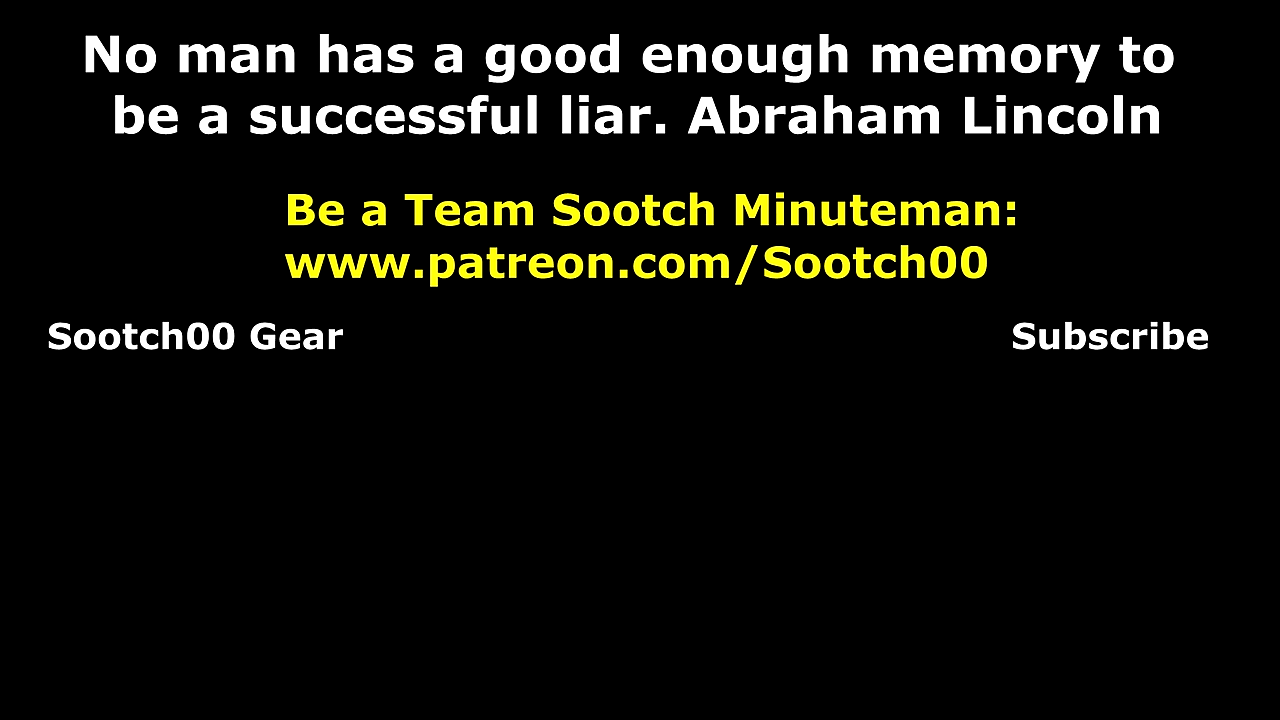 No man has a good enough memory to
be a successful liar. Abraham Lincoln
Be a Team Sootch Minuteman:
www.patreon.com/Sootch00
Sootch00 Gear
Subscribe